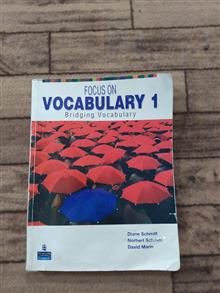 FOCUS ON
VOCABULARY 1
Bridging Vocabulary
Diane Schmitt
Norbert Schmitt
David Mann